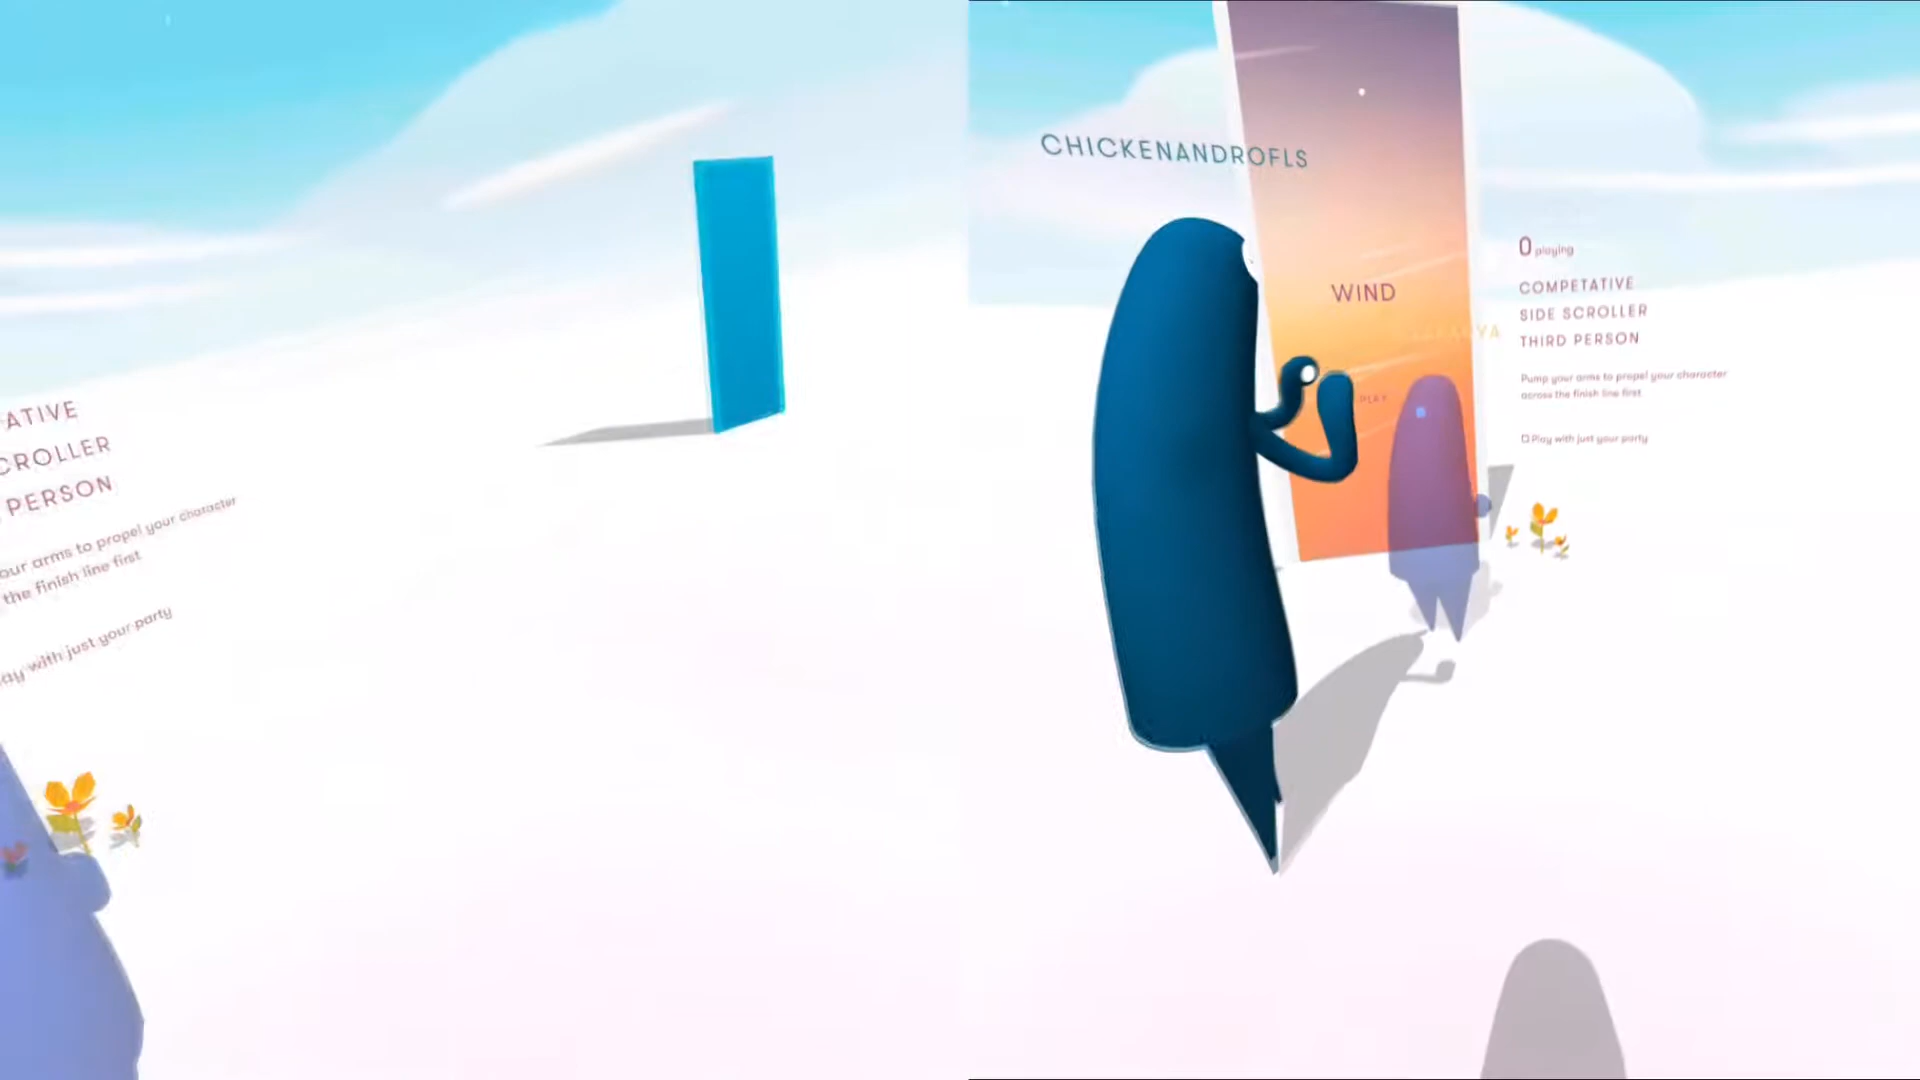 ATIVE
CROLLER
PERSON
our arms to propel your character
the finish line first
ay with just your party
CHICKENANDROFLS
WIND
PLAY
0 playing
COMPETATIVE
SIDE SCROLLER
THIRD PERSON
Pump your arms to propel your character
across the finish line first
Play with just your party